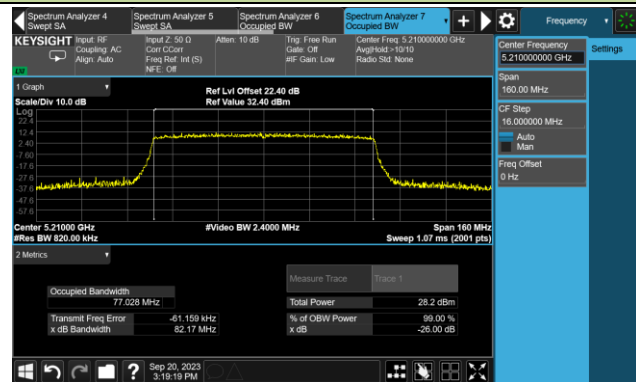 Spectrum Analyzer 4
Swept SA
Spectrum Analyzer 5
Swept SA
Spectrum Analyzer 6
Occupied BW
Spectrum Analyzer 7
Occupied BW
Frequency
KEYSIGHT
Input: RF
Coupling: AC
Align: Auto
Input Z: 50 Ω
Corr CCorr
Freq Ref: Int (S)
NFE: Off
Atten: 10 dB
Trig: Free Run
Gate: Off
#IF Gain: Low
Center Freq: 5.210000000 GHz
Avg|Hold:>10/10
Radio Std: None
Center Frequency
5.210000000 GHz
Settings
Span
160.00 MHz
CF Step
16.000000 MHz
Auto
Man
Freq Offset
0 Hz
1 Graph
Scale/Div 10.0 dB
Ref Lvl Offset 22.40 dB
Ref Value 32.40 dBm
Log
22.4
12.4
2.40
-7.60
-17.6
-27.6
-37.6
-47.6
-57.6
Center 5.21000 GHz
#Res BW 820.00 kHz
#Video BW 2.4000 MHz
Span 160 MHz
Sweep 1.07 ms (2001 pts)
2 Metrics
Measure Trace
Trace 1
Occupied Bandwidth
77.028 MHz
Total Power
28.2 dBm
Transmit Freq Error
-61.159 kHz
% of OBW Power
99.00 %
x dB Bandwidth
82.17 MHz
x dB
-26.00 dB
Sep 20, 2023
3:19:19 PM